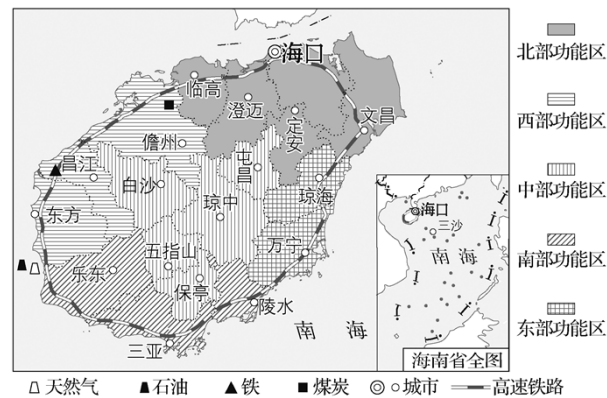 海口
临高
澄迈
定安
文昌
儋州
屯昌
昌江
白沙
琼中
琼海
东方
五指山
万宁
乐东
保亭
陵水
三亚
南 海
海口
三沙
南 海
海南省全图
北部功能区
西部功能区
中部功能区
南部功能区
东部功能区
天然气 石油 铁 煤炭 城市 高速铁路